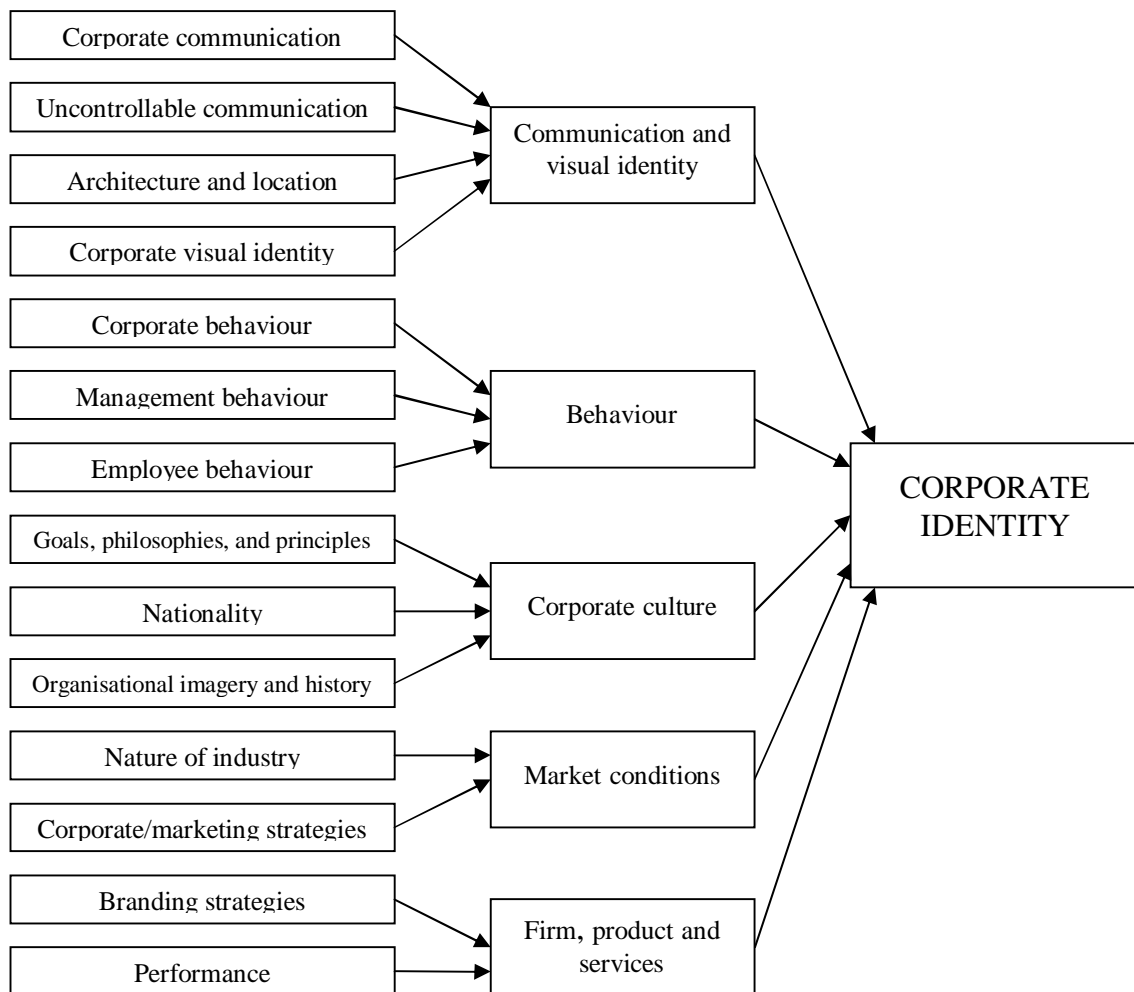 Corporate communication
Uncontrollable communication
Architecture and location
Corporate visual identity
Communication and
visual identity
Corporate behaviour
Management behaviour
Employee behaviour
Behaviour
Goals, philosophies, and principles
Nationality
Organisational imagery and history
Corporate culture
Nature of industry
Corporate/marketing strategies
Market conditions
Branding strategies
Performance
Firm, product and
services
CORPORATE
IDENTITY